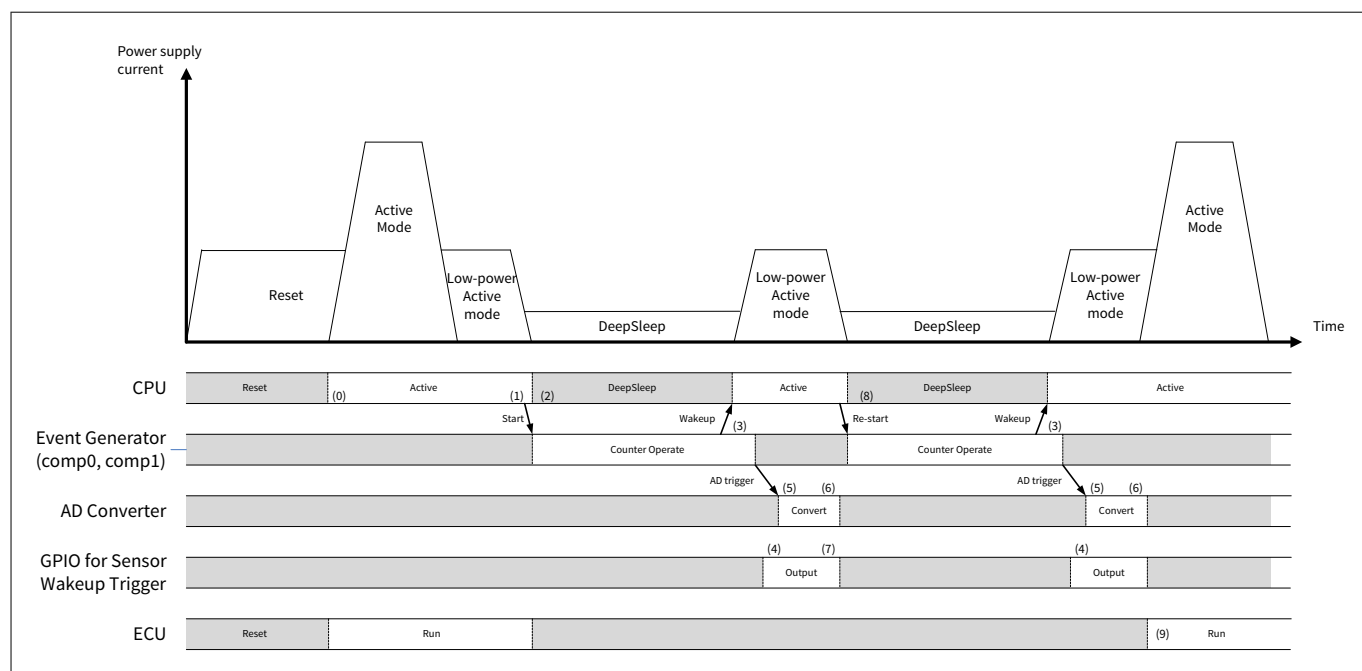 Power supply
current
Active
Mode
Active
Mode
Reset
Low-power
Active
mode
DeepSleep
Low-power
Active
mode
DeepSleep
Low-power
Active
mode
Time
CPU
Reset
(0)
Active
(1)
(2)
DeepSleep
Active
(8)
DeepSleep
Active
Start
Wakeup
(3)
Re-start
Wakeup
(3)
Event Generator
(comp0, comp1)
Counter Operate
Counter Operate
AD trigger
AD trigger
AD Converter
(5)
(6)
Convert
(5)
(6)
Convert
GPIO for Sensor
Wakeup Trigger
(4)
(7)
Output
(4)
Output
ECU
Reset
Run
(9)
Run